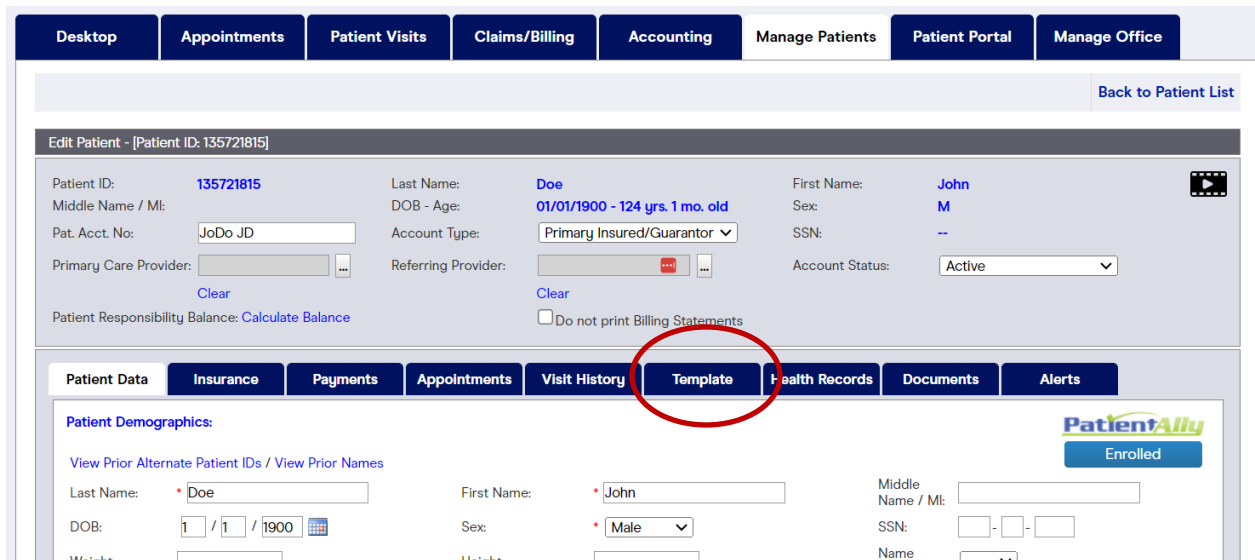 Desktop Appointments Patient Visits Claims/Billing Accounting Manage Patients Patient Portal Manage Office
Back to Patient List
Edit Patient - [Patient ID: 135721815]
Patient ID: 135721815 Last Name: Doe First Name: John
Middle Name / MI: DOB - Age: 01/01/1900 - 124 yrs. 1 mo. old Sex: M
Pat. Acct. No: JoDo JD Account Type: Primary Insured/Guarantor SSN: --
Primary Care Provider: ... Referring Provider: ... Account Status: Active
Clear Clear
Patient Responsibility Balance: Calculate Balance Do not print Billing Statements
Patient Data Insurance Payments Appointments Visit History Template Health Records Documents Alerts
Patient Demographics: PatientAlly
Enrolled
View Prior Alternate Patient IDs / View Prior Names
Last Name: * Doe First Name: * John Middle
Name / MI:
DOB: 1 / 1 / 1900 Sex: * Male SSN: - -
Weight Height Name